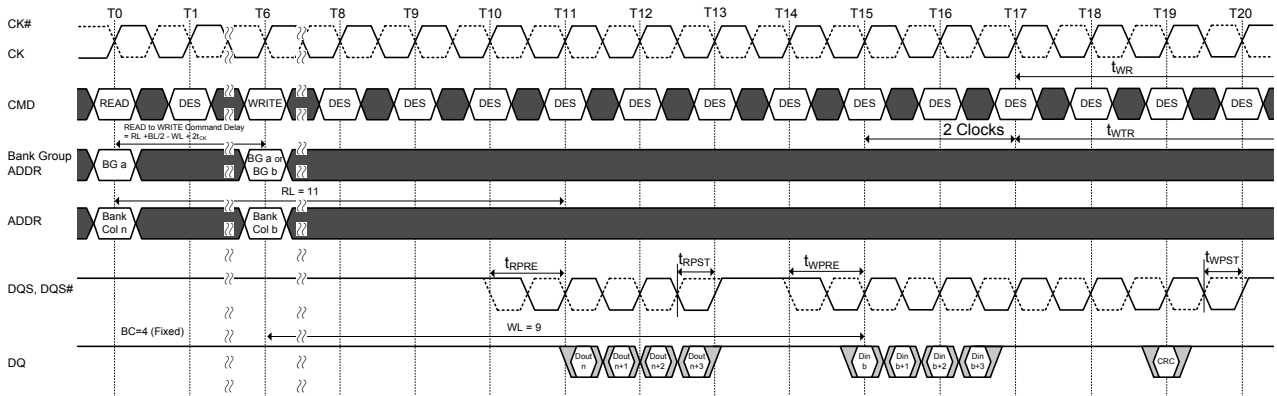 T0 T1 T6 T8 T9 T10 T11 T12 T13 T14 T15 T16 T17 T18 T19 T20
CK#
CK
tWR
CMD READ DES WRITE DES DES DES DES DES DES DES DES DES DES DES DES DES
READ to WRITE Command Delay
= RL +BL/2 - WL + 2tCK
2 Clocks tWTR
Bank Group
ADDR
BG a
BG a or
BG b
RL = 11
ADDR
Bank
Col n
Bank
Col b
tRPRE tRPST tWPRE tWPST
DQS, DQS#
BC=4 (Fixed) WL = 9
DQ
Dout
n
Dout
n+1
Dout
n+2
Dout
n+3
Din
b
Din
b+1
Din
b+2
Din
b+3
CRC